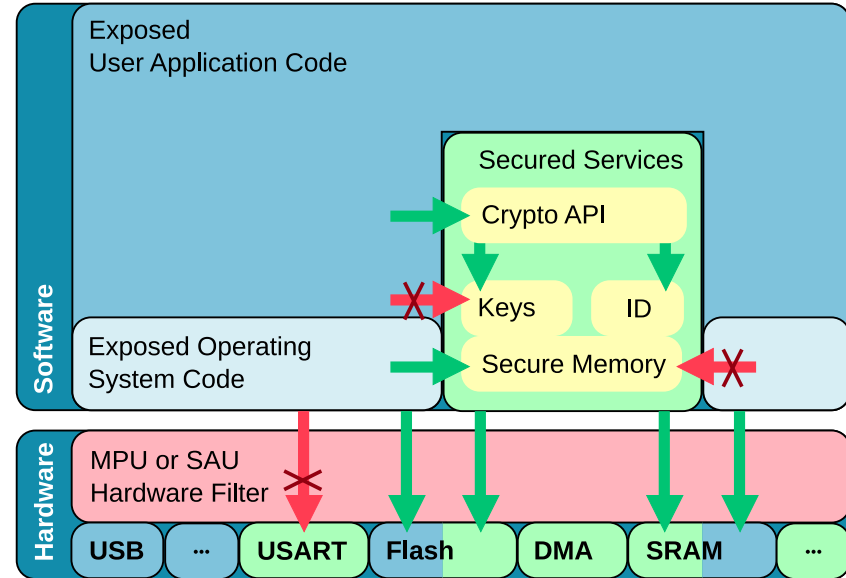 Exposed
User Application Code
Secured Services
Crypto API
Keys
ID
Secure Memory
Exposed Operating
System Code
Software
MPU or SAU
Hardware Filter
Hardware
USB
...
USART
Flash
DMA
SRAM
...